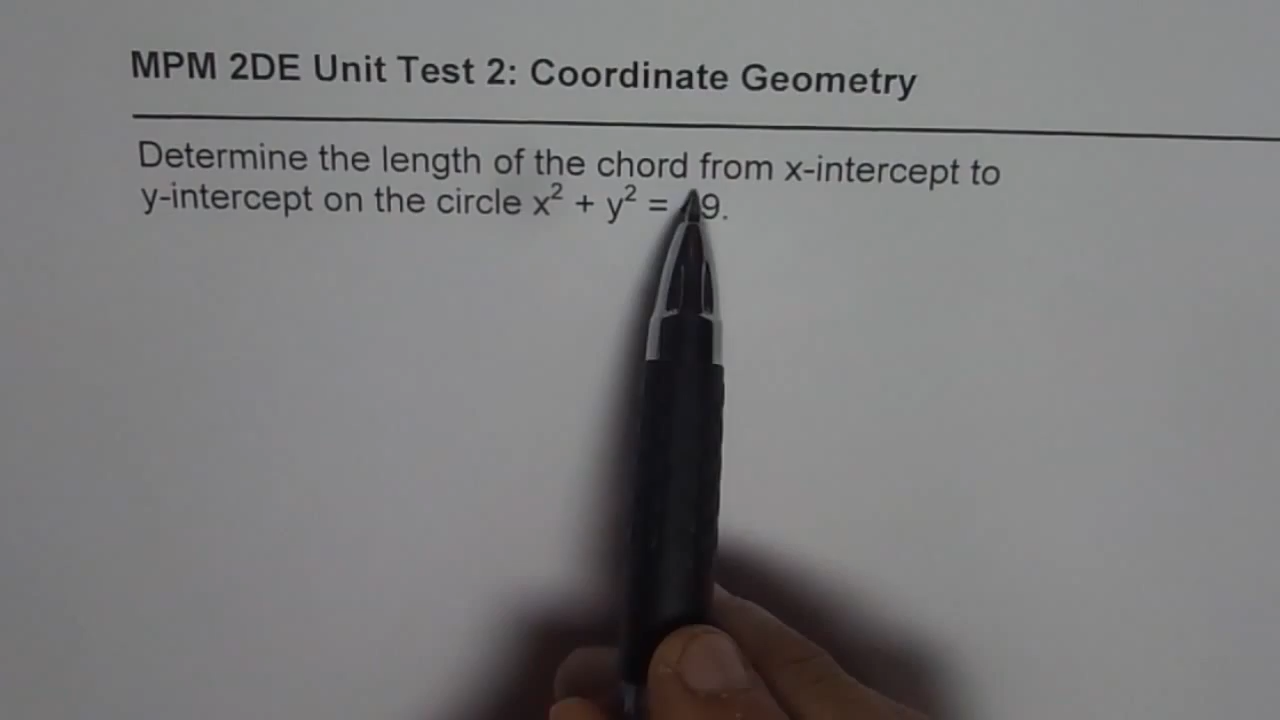 MPM 2DE Unit Test 2: Coordinate Geometry
Determine the length of the chord from x-intercept to
y-intercept on the circle x² + y² = 49.